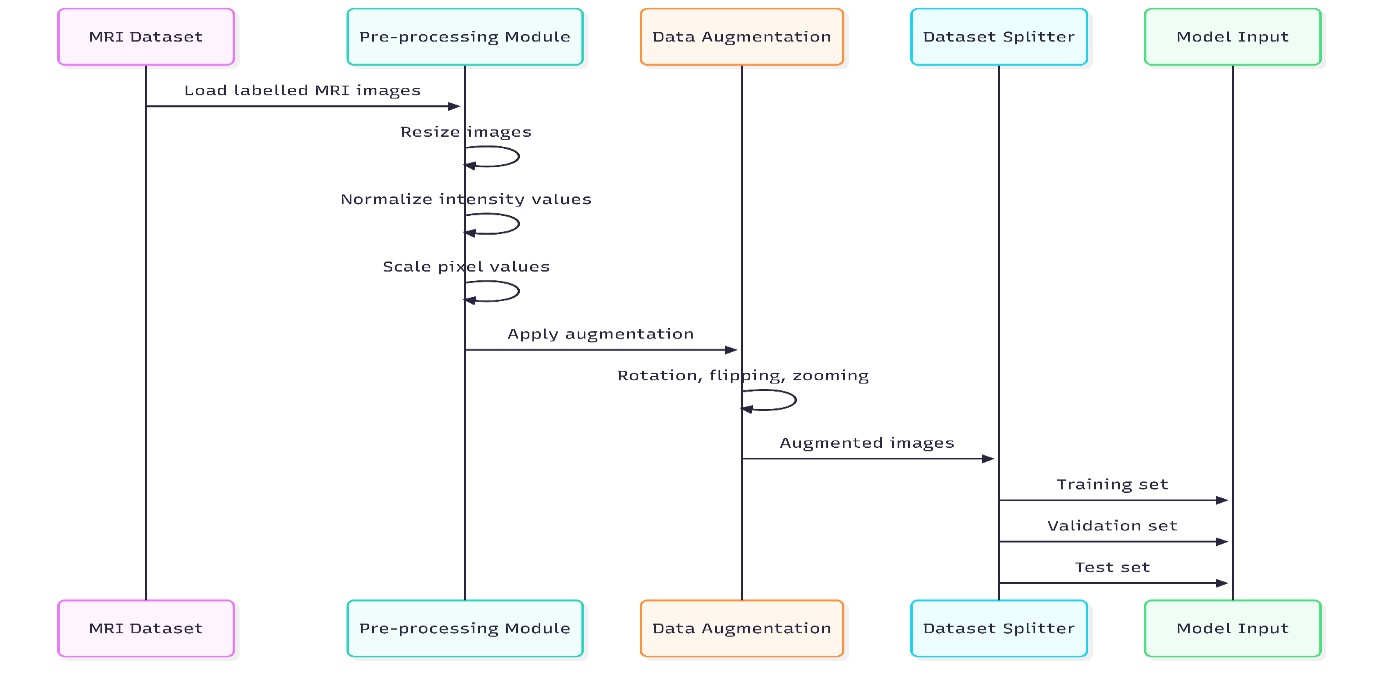 MRI Dataset
Pre-processing Module
Data Augmentation
Dataset Splitter
Model Input
Load labelled MRI images
Resize images
Normalize intensity values
Scale pixel values
Apply augmentation
Rotation, flipping, zooming
Augmented images
Training set
Validation set
Test set
MRI Dataset
Pre-processing Module
Data Augmentation
Dataset Splitter
Model Input